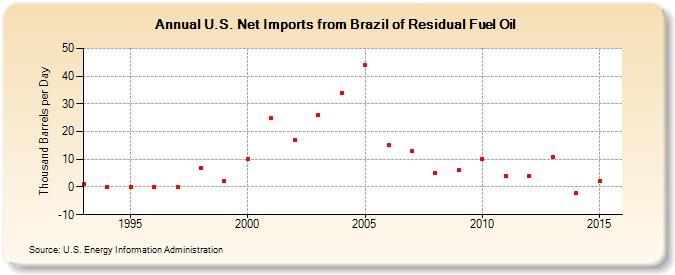 Annual U.S. Net Imports from Brazil of Residual Fuel Oil
Thousand Barrels per Day
50
40
30
20
10
0
-10
1995 2000 2005 2010 2015
Source: U.S. Energy Information Administration